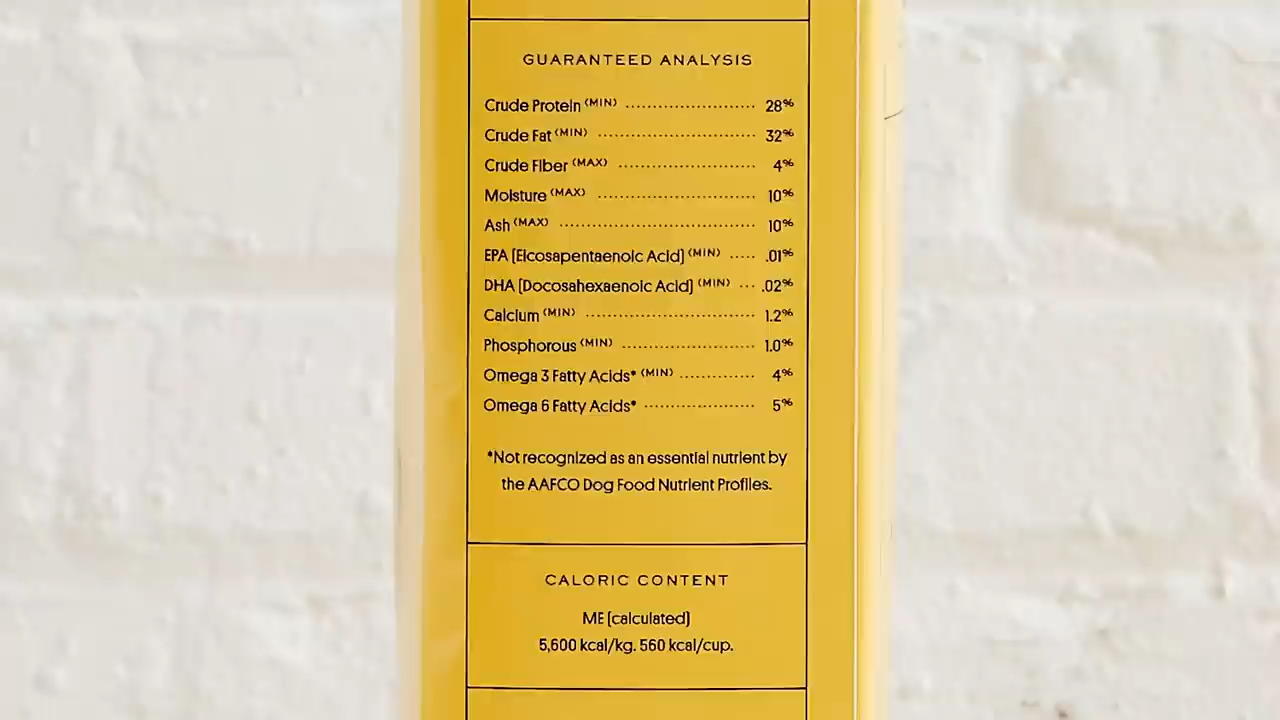 GUARANTEED ANALYSIS
Crude Protein (MIN) ........................ 28%
Crude Fat (MIN) ............................. 32%
Crude Fiber (MAX) ......................... 4%
Moisture (MAX) ............................. 10%
Ash (MAX) .................................... 10%
EPA (Eicosapentaenoic Acid) (MIN) ..... .01%
DHA (Docosahexaenoic Acid) (MIN) ... .02%
Calcium (MIN) ................................ 1.2%
Phosphorous (MIN) ......................... 1.0%
Omega 3 Fatty Acids* (MIN) .............. 4%
Omega 6 Fatty Acids* ..................... 5%
*Not recognized as an essential nutrient by
the AAFCO Dog Food Nutrient Profiles.
CALORIC CONTENT
ME (calculated)
5,600 kcal/kg. 560 kcal/cup.